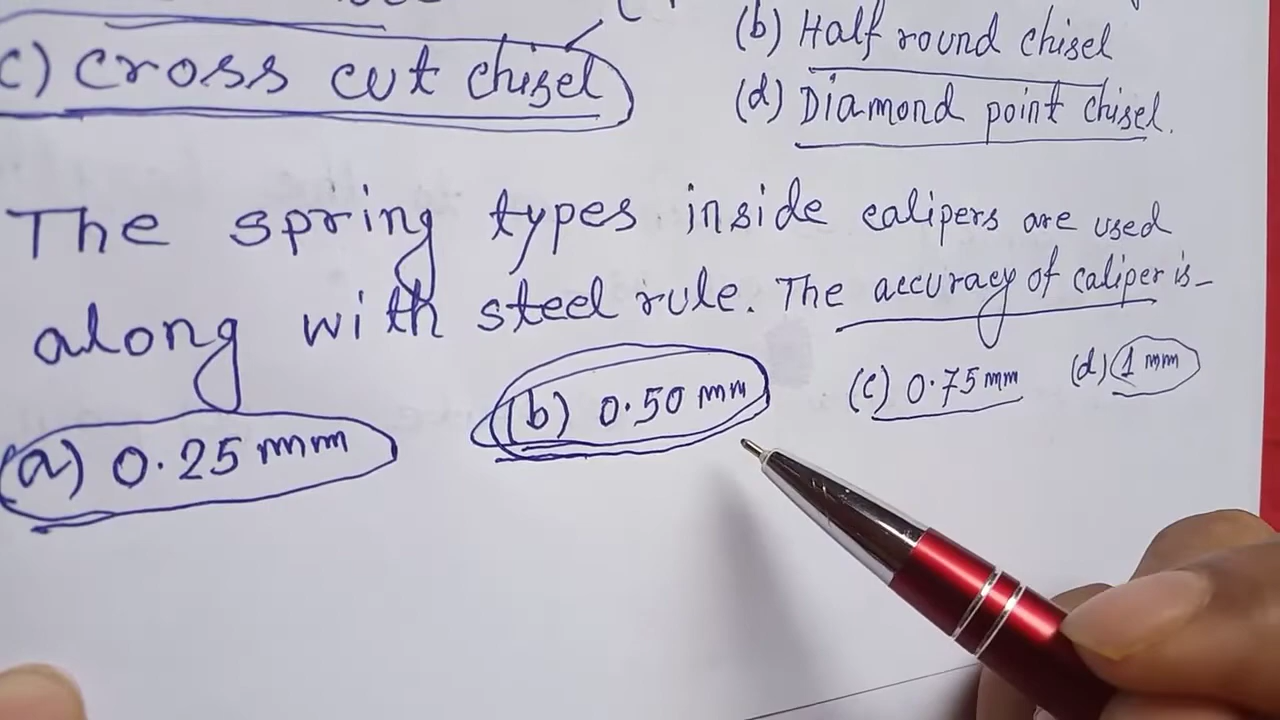 (b) Half round chisel
c) Cross cut chisel
(d) Diamond point chisel.
The spring types inside calipers are used
along with steel rule. The accuracy of caliper is -
(a) 0.25 mm (b) 0.50 mm (c) 0.75 mm (d) 1 mm